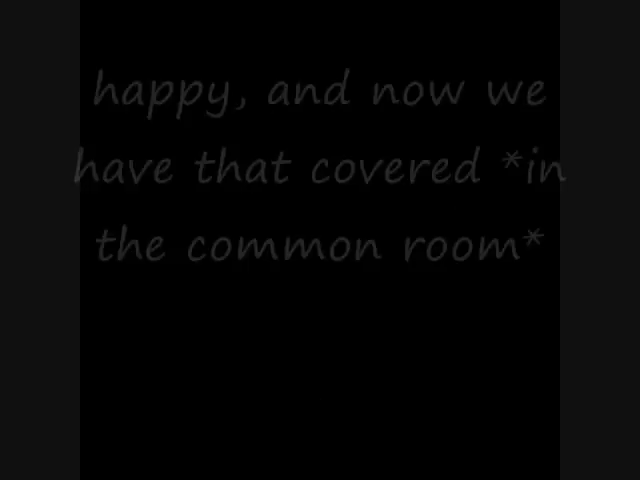 happy, and now we
have that covered *in
the common room*